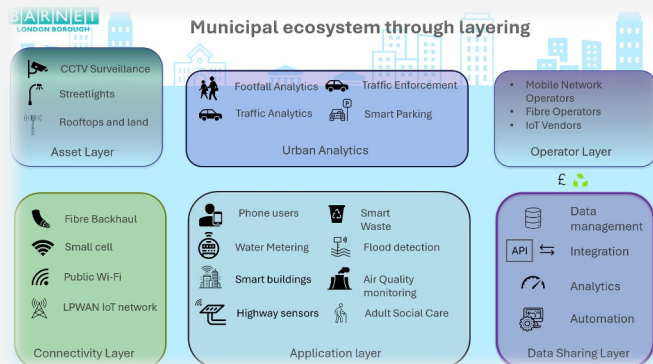 BARNET
LONDON BOROUGH
Municipal ecosystem through layering
CCTV Surveillance
Streetlights
Rooftops and land
Asset Layer
Footfall Analytics
Traffic Enforcement
Traffic Analytics
P
Smart Parking
Urban Analytics
• Mobile Network
Operators
• Fibre Operators
• IoT Vendors
Operator Layer
£
Fibre Backhaul
Small cell
Public Wi-Fi
LPWAN IoT network
Connectivity Layer
Phone users
Smart
Waste
Water Metering
Flood detection
Smart buildings
Air Quality
monitoring
Highway sensors
Adult Social Care
Application layer
Data
management
API
Integration
Analytics
Automation
Data Sharing Layer